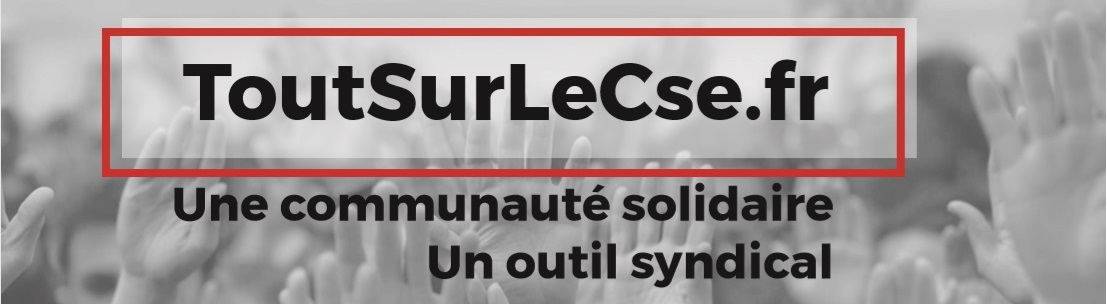 ToutSurLeCse.fr
Une communauté solidaire
Un outil syndical